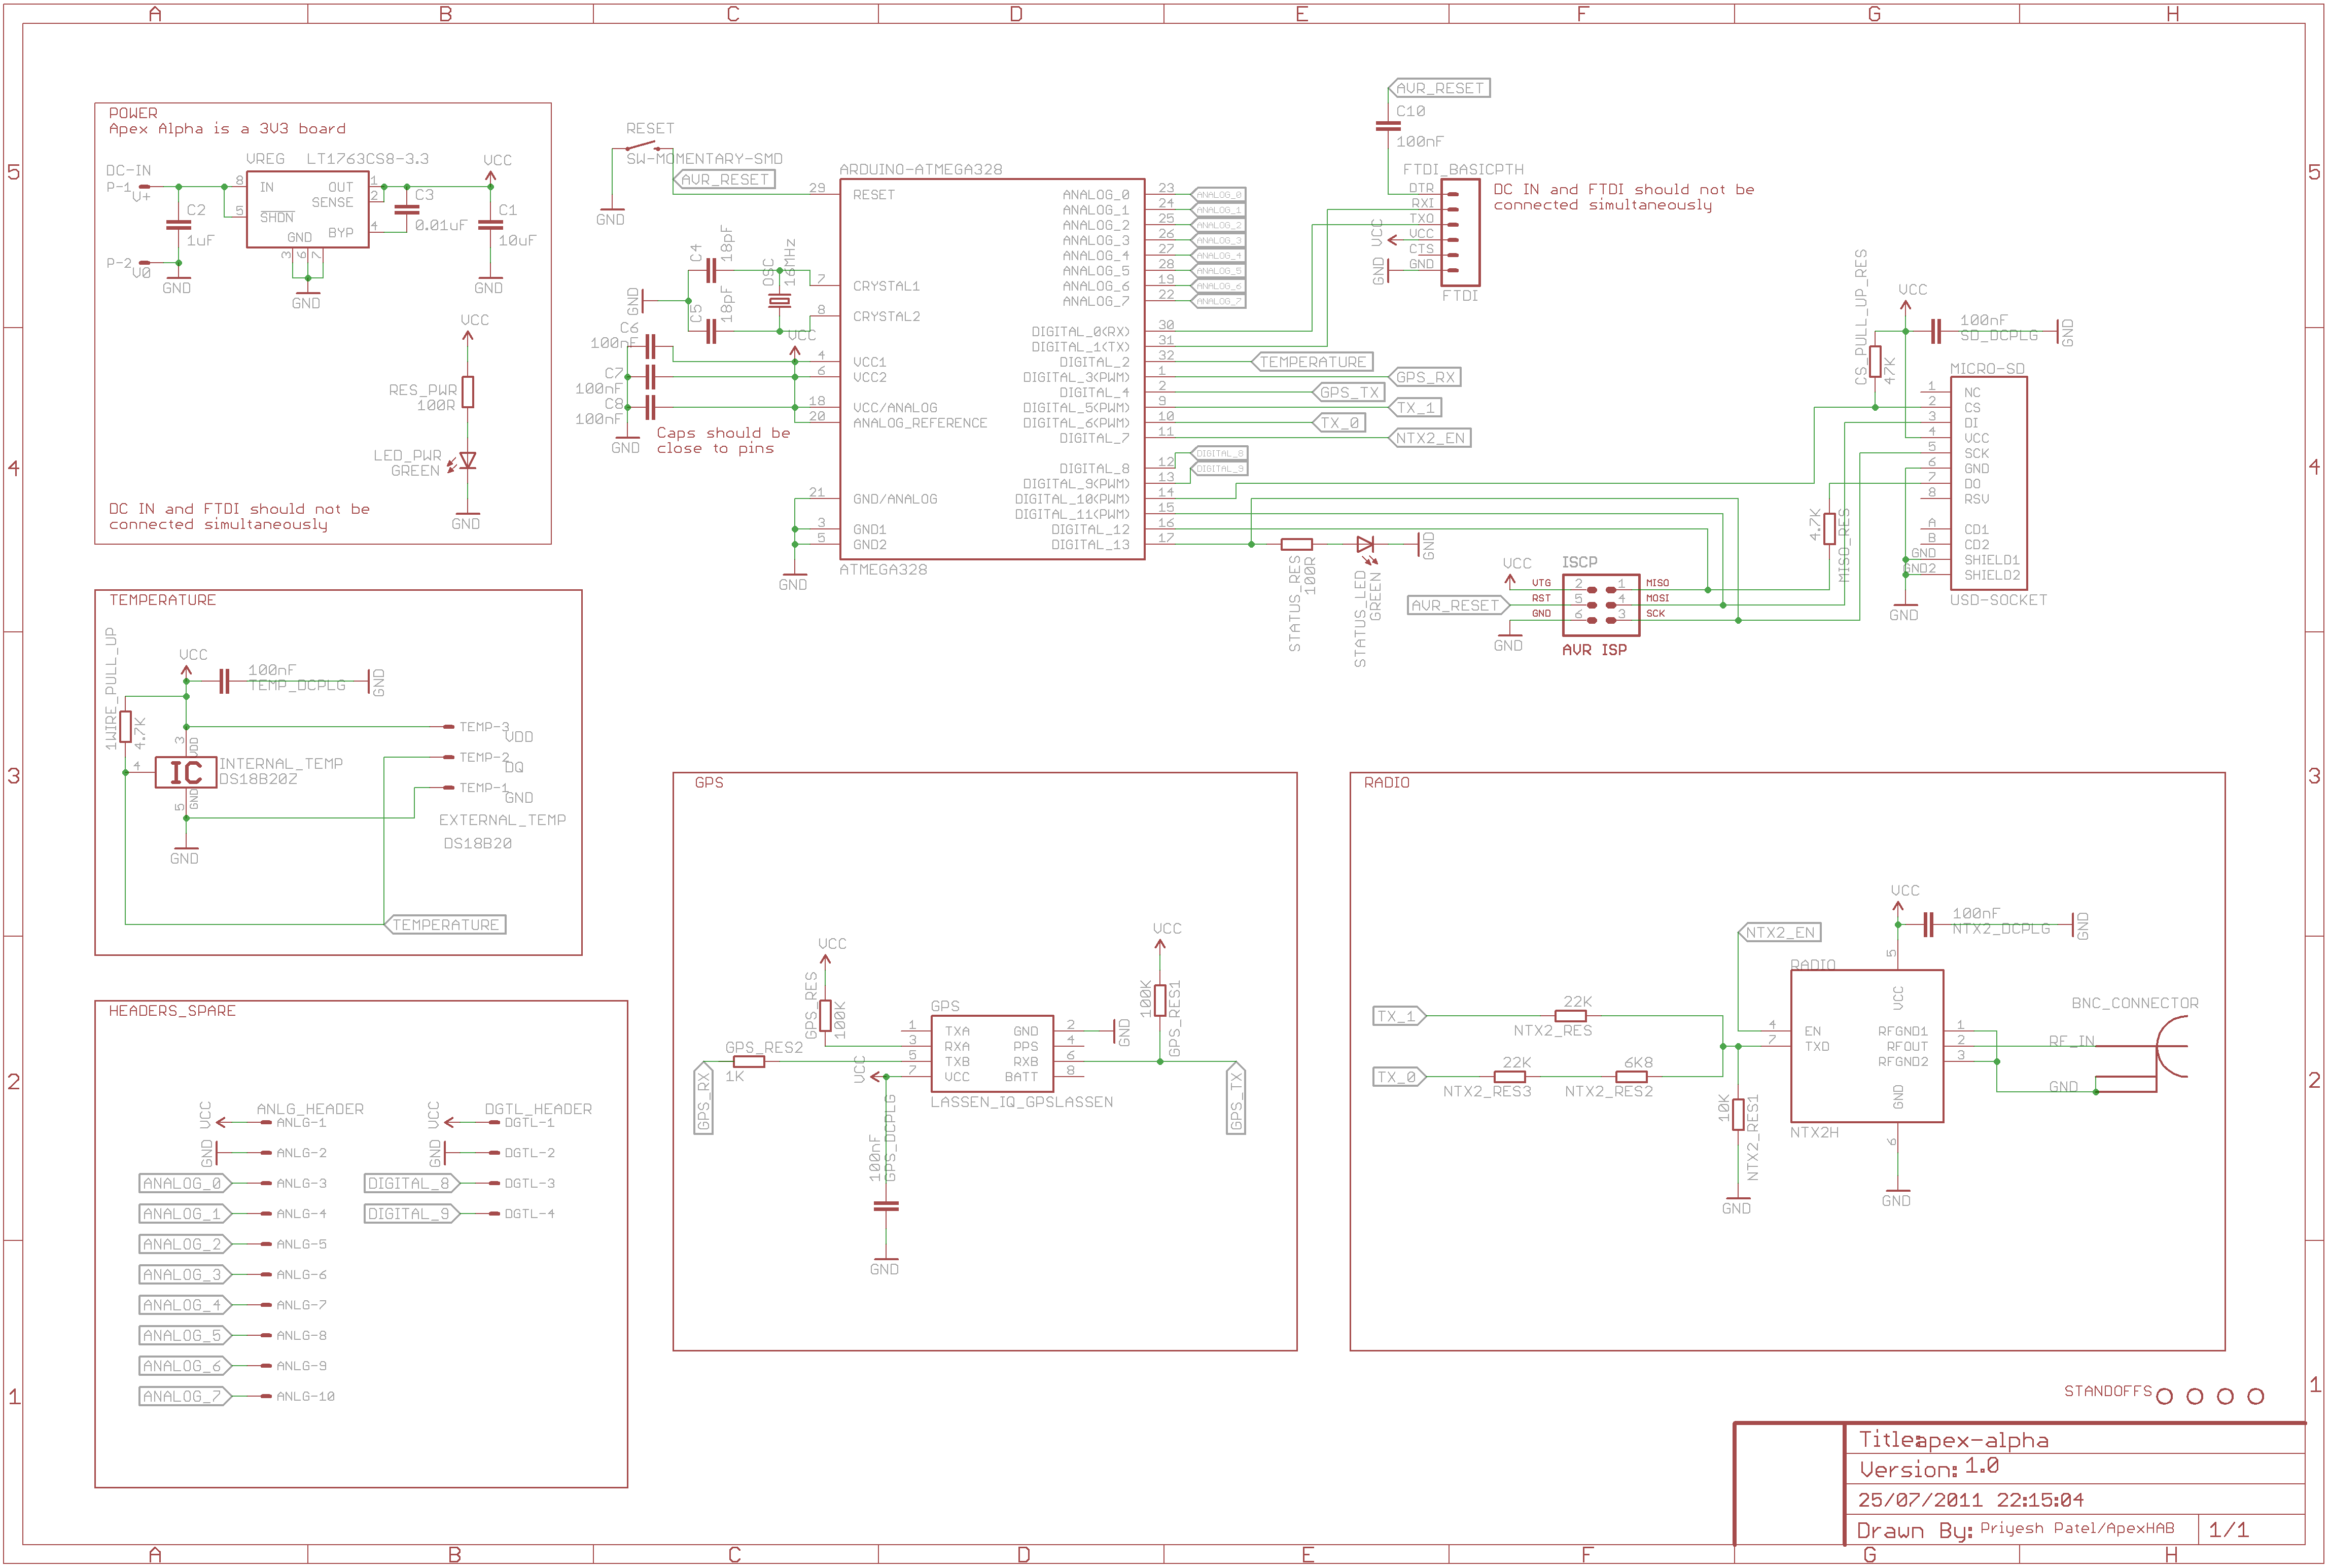 A B C D E F G H
5
4
3
2
1
POWER
Apex Alpha is a 3V3 board
DC-IN
P-1
V+
P-2
V0
VREG LT1763CS8-3.3
8 IN
5 SHDN
OUT 1
SENSE 2
BYP 4
GND
3 6 7
GND
C2
1uF
GND
C3
0.01uF
VCC
C1
10uF
GND
VCC
RES_PWR
100R
LED_PWR
GREEN
GND
DC IN and FTDI should not be
connected simultaneously
RESET
SW-MOMENTARY-SMD
AVR_RESET
GND
C4
18pF
OSC
16MHz
C5
18pF
GND
C6
100nF
C7
100nF
C8
100nF
GND
VCC
Caps should be
close to pins
GND
ARDUINO-ATMEGA328
29 RESET
7 CRYSTAL1
8 CRYSTAL2
4 VCC1
6 VCC2
18 VCC/ANALOG
20 ANALOG_REFERENCE
21 GND/ANALOG
3 GND1
5 GND2
ANALOG_0 23 ANALOG_0
ANALOG_1 24 ANALOG_1
ANALOG_2 25 ANALOG_2
ANALOG_3 26 ANALOG_3
ANALOG_4 27 ANALOG_4
ANALOG_5 28 ANALOG_5
ANALOG_6 19 ANALOG_6
ANALOG_7 22 ANALOG_7
DIGITAL_0(RX) 30
DIGITAL_1(TX) 31
DIGITAL_2 32 TEMPERATURE
DIGITAL_3(PWM) 1 GPS_RX
DIGITAL_4 2 GPS_TX
DIGITAL_5(PWM) 9 TX_1
DIGITAL_6(PWM) 10 TX_0
DIGITAL_7 11 NTX2_EN
DIGITAL_8 12 DIGITAL_8
DIGITAL_9(PWM) 13 DIGITAL_9
DIGITAL_10(PWM) 14
DIGITAL_11(PWM) 15
DIGITAL_12 16
DIGITAL_13 17
ATMEGA328
AVR_RESET
C10
100nF
FTDI_BASICPTH
DTR
RXI
TXO
VCC
CTS
GND
VCC
GND
FTDI
DC IN and FTDI should not be
connected simultaneously
STATUS_RES
100R
STATUS_LED
GREEN
GND
ISCP
VCC
VTG 2 1 MISO
AVR_RESET
RST 5 4 MOSI
GND 6 3 SCK
GND
AVR ISP
CS_PULL_UP_RES
47K
VCC
100nF
SD_DCPLG
GND
MICRO-SD
1 NC
2 CS
3 DI
4 VCC
5 SCK
6 GND
7 DO
8 RSV
A CD1
B CD2
GND SHIELD1
GND2 SHIELD2
USD-SOCKET
GND
4.7K
MISO_RES
TEMPERATURE
1WIRE_PULL_UP
4.7K
VCC
100nF
TEMP_DCPLG
GND
3 VDD
4
IC
INTERNAL_TEMP
DS18B20Z
5 GND
GND
TEMP-3
VDD
TEMP-2
DQ
TEMP-1
GND
EXTERNAL_TEMP
DS18B20
TEMPERATURE
HEADERS_SPARE
ANLG_HEADER
VCC ANLG-1
GND ANLG-2
ANALOG_0 ANLG-3
ANALOG_1 ANLG-4
ANALOG_2 ANLG-5
ANALOG_3 ANLG-6
ANALOG_4 ANLG-7
ANALOG_5 ANLG-8
ANALOG_6 ANLG-9
ANALOG_7 ANLG-10
DGTL_HEADER
VCC DGTL-1
GND DGTL-2
DIGITAL_8 DGTL-3
DIGITAL_9 DGTL-4
GPS
VCC
GPS_RES
100K
GPS_RES2
1K
GPS_RX
GPS
1 TXA
3 RXA
5 TXB
7 VCC
GND 2
PPS 4
RXB 6
BATT 8
LASSEN_IQ_GPSLASSEN
VCC
GND
VCC
100K
GPS_RES1
GPS_TX
100nF
GPS_DCPLG
GND
RADIO
TX_1
22K
NTX2_RES
TX_0
22K
NTX2_RES3
6K8
NTX2_RES2
NTX2_EN
10K
NTX2_RES1
GND
RADIO
4 EN
7 TXD
5 VCC
RFGND1 1
RFOUT 2
RFGND2 3
GND 6
NTX2H
GND
VCC
100nF
NTX2_DCPLG
GND
BNC_CONNECTOR
RF_IN
GND
STANDOFFS
Title:apex-alpha
Version: 1.0
25/07/2011 22:15:04
Drawn By: Priyesh Patel/ApexHAB 1/1
5
4
3
2
1
A B C D E F G H